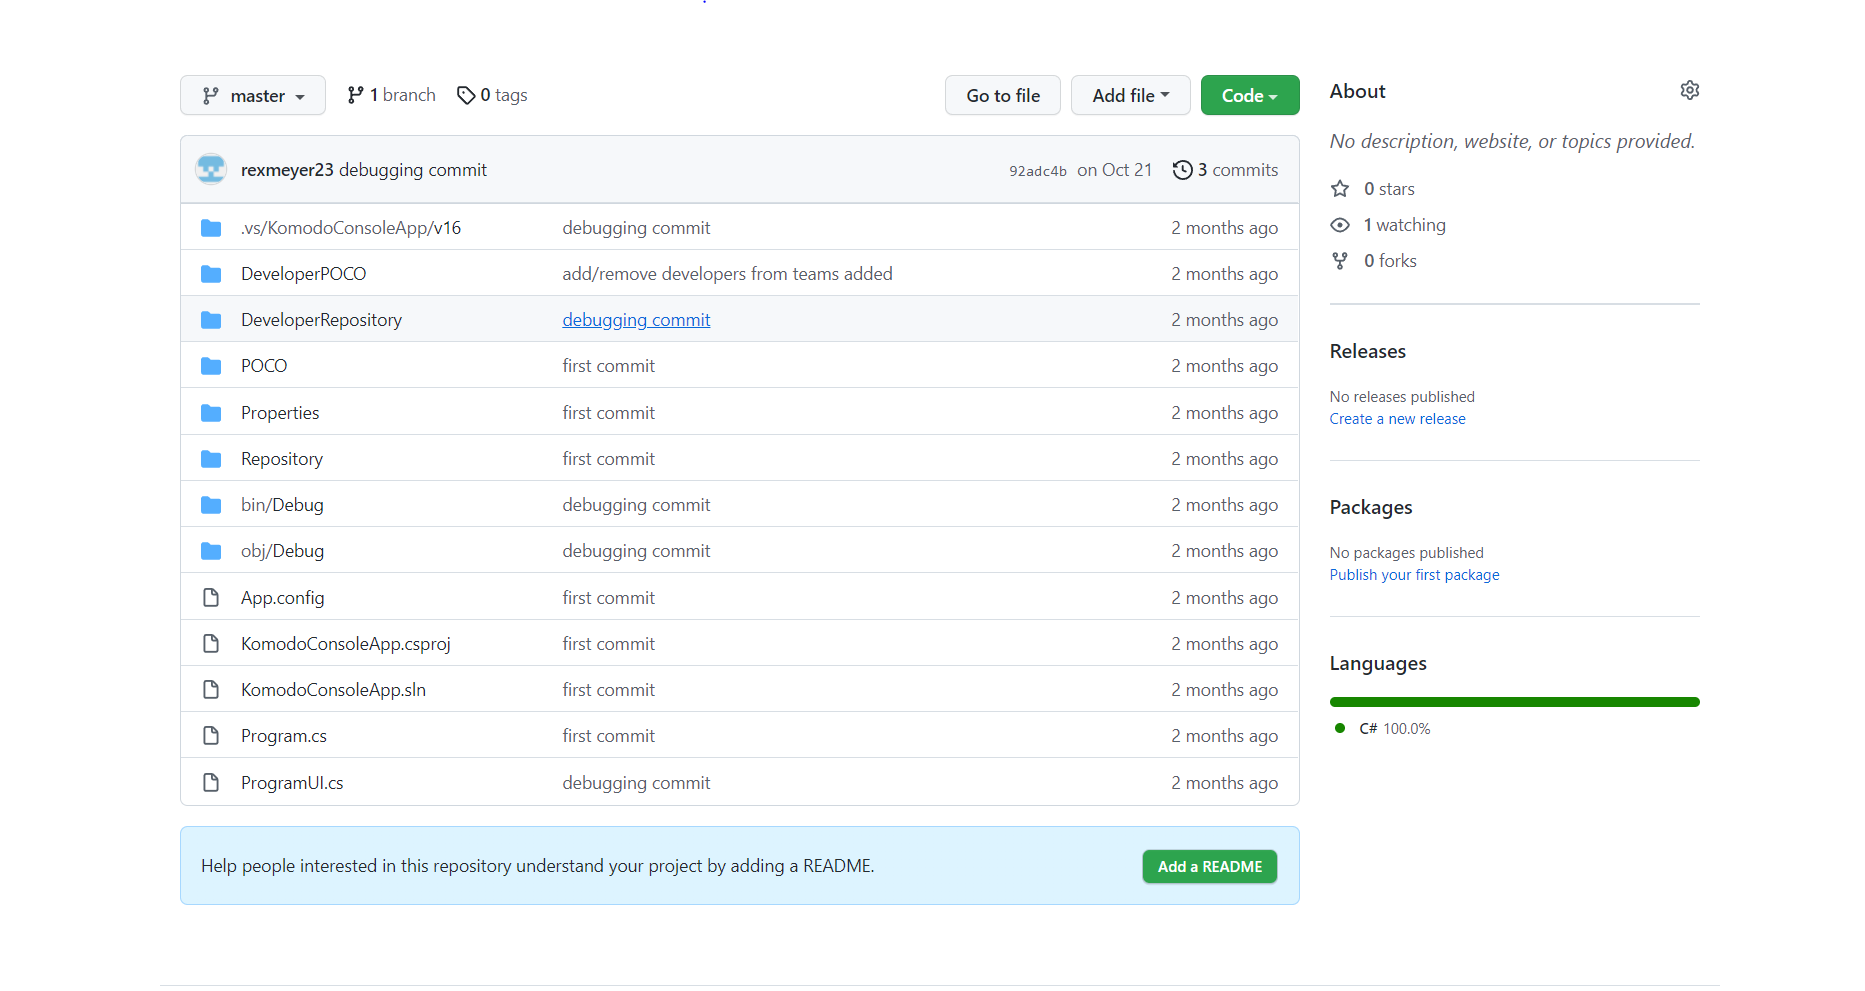 master 1 branch 0 tags Go to file Add file Code
rexmeyer23 debugging commit 92adc4b on Oct 21 3 commits
.vs/KomodoConsoleApp/v16 debugging commit 2 months ago
DeveloperPOCO add/remove developers from teams added 2 months ago
DeveloperRepository debugging commit 2 months ago
POCO first commit 2 months ago
Properties first commit 2 months ago
Repository first commit 2 months ago
bin/Debug debugging commit 2 months ago
obj/Debug debugging commit 2 months ago
App.config first commit 2 months ago
KomodoConsoleApp.csproj first commit 2 months ago
KomodoConsoleApp.sln first commit 2 months ago
Program.cs first commit 2 months ago
ProgramUI.cs debugging commit 2 months ago
Help people interested in this repository understand your project by adding a README. Add a README
About
No description, website, or topics provided.
0 stars
1 watching
0 forks
Releases
No releases published
Create a new release
Packages
No packages published
Publish your first package
Languages
C# 100.0%